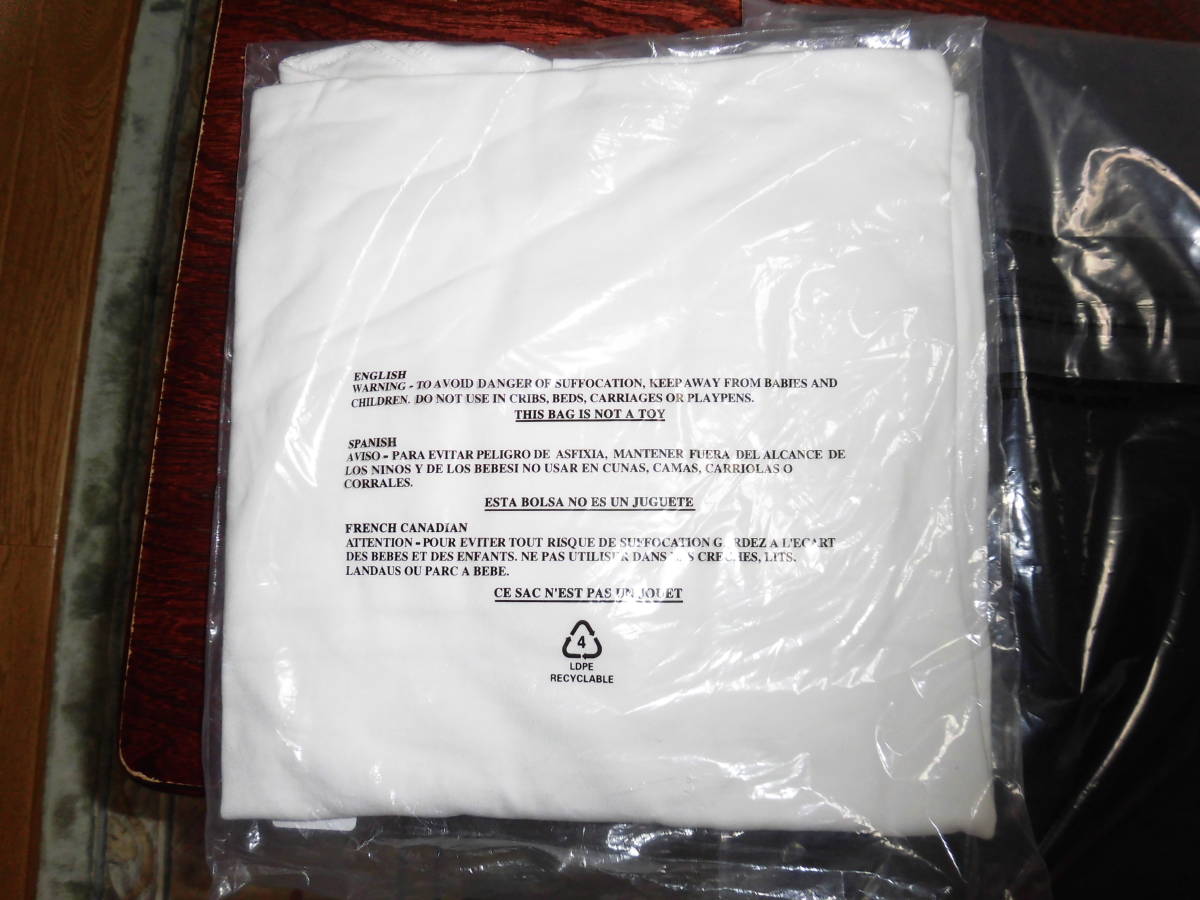 ENGLISH
WARNING - TO AVOID DANGER OF SUFFOCATION, KEEP AWAY FROM BABIES AND
CHILDREN. DO NOT USE IN CRIBS, BEDS, CARRIAGES OR PLAYPENS.
THIS BAG IS NOT A TOY
SPANISH
AVISO - PARA EVITAR PELIGRO DE ASFIXIA, MANTENER FUERA DEL ALCANCE DE
LOS NINOS Y DE LOS BEBESI NO USAR EN CUNAS, CAMAS, CARRIOLAS O
CORRALES.
ESTA BOLSA NO ES UN JUGUETE
FRENCH CANADIAN
ATTENTION - POUR EVITER TOUT RISQUE DE SUFFOCATION GARDEZ A L'ECART
DES BEBES ET DES ENFANTS. NE PAS UTILISER DANS LES CRECHES, LITS.
LANDAUS OU PARC A BEBE.
CE SAC N'EST PAS UN JOUET
4
LDPE
RECYCLABLE